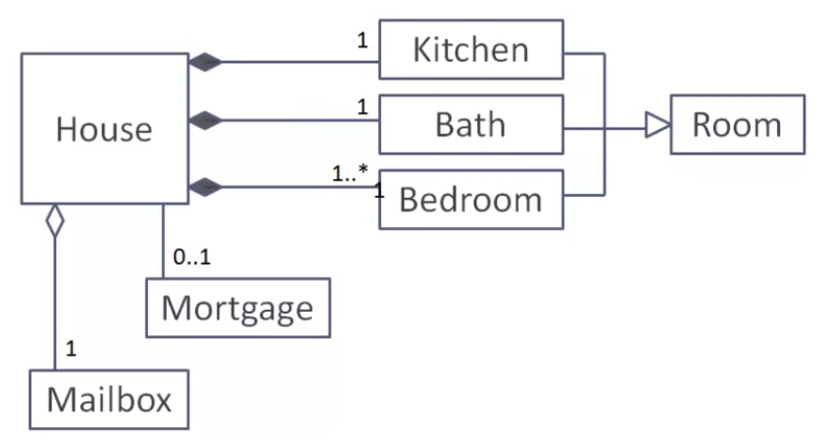 1
Kitchen
House
1
Bath
Room
1..*
1
Bedroom
0..1
Mortgage
1
Mailbox